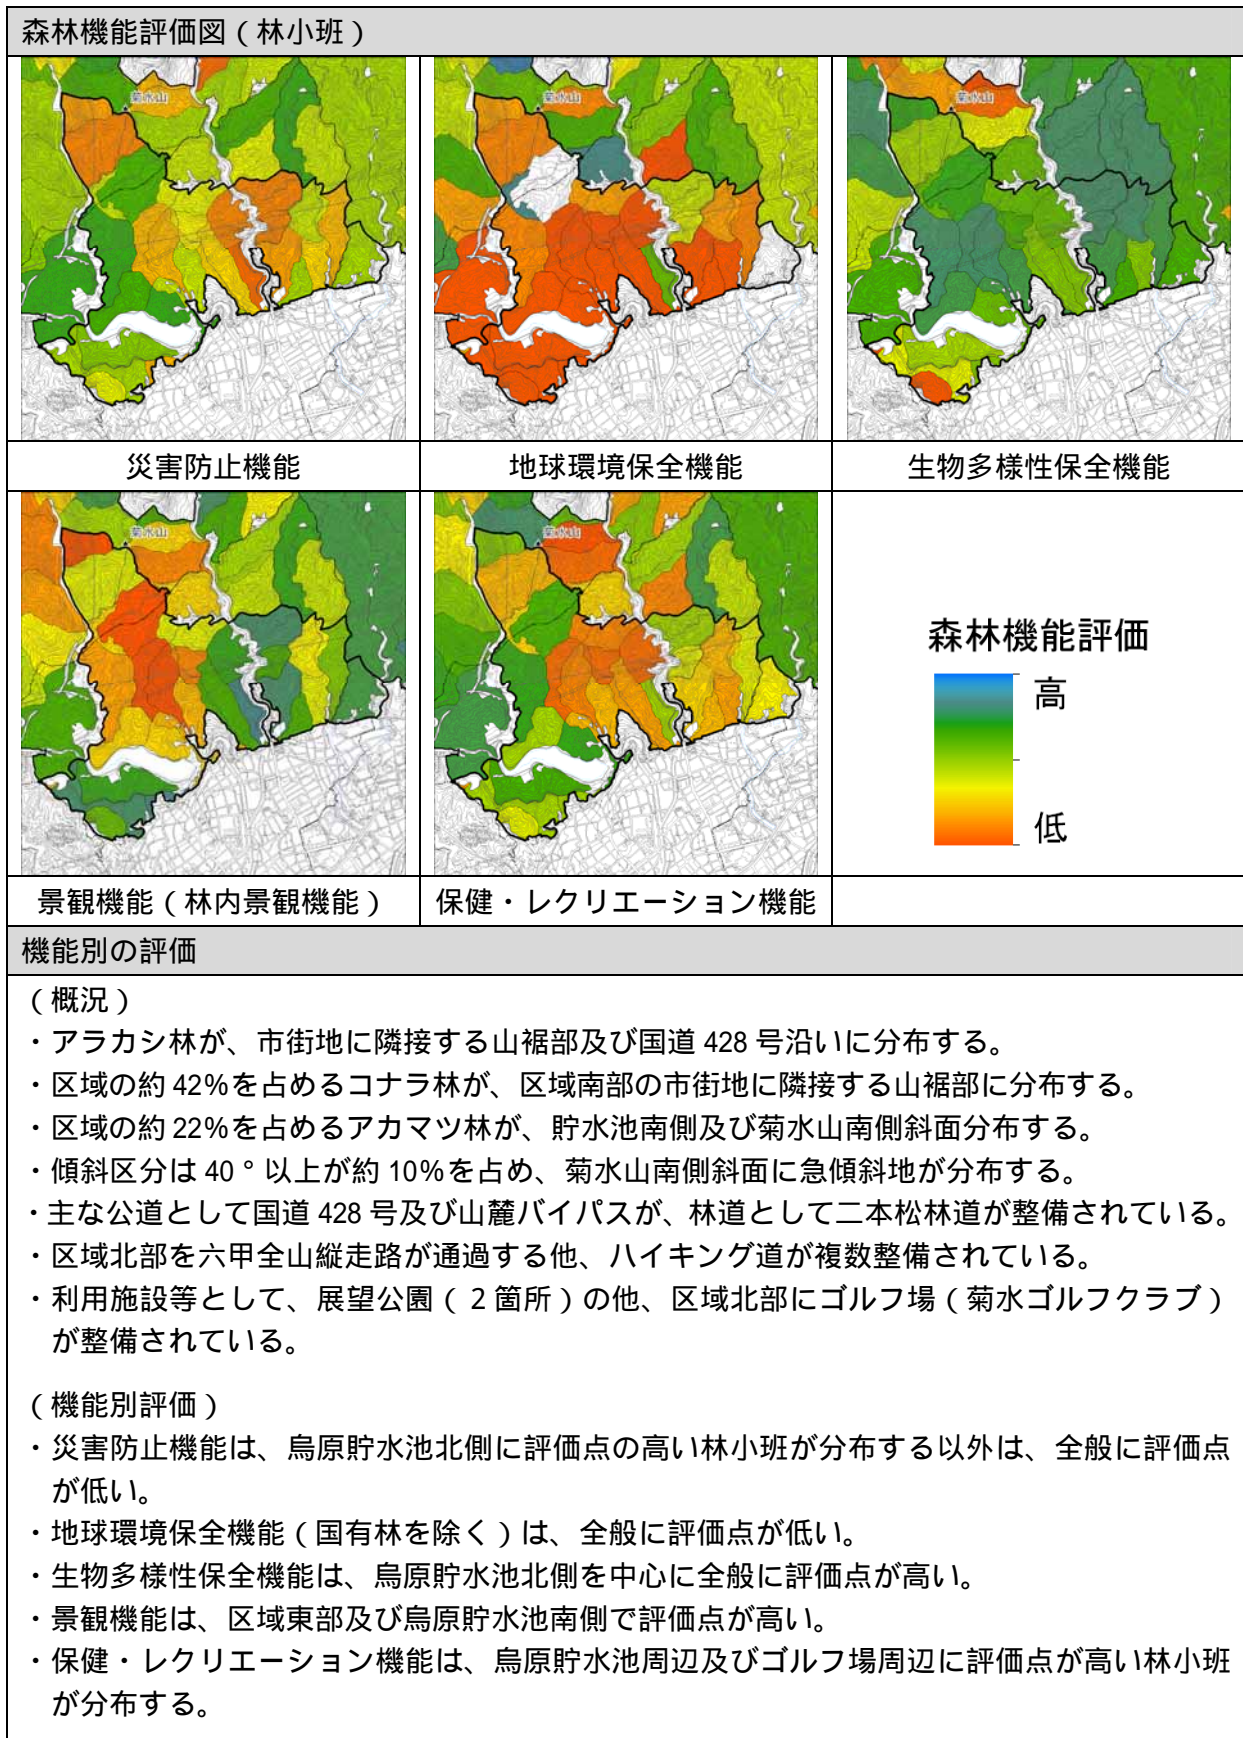 森林機能評価図（林小班）
菊水山
菊水山
菊水山
災害防止機能
地球環境保全機能
生物多様性保全機能
菊水山
菊水山
森林機能評価
高
低
景観機能（林内景観機能）
保健・レクリエーション機能
機能別の評価
（概況）
・アラカシ林が、市街地に隣接する山裾部及び国道 428 号沿いに分布する。
・区域の約 42％を占めるコナラ林が、区域南部の市街地に隣接する山裾部に分布する。
・区域の約 22％を占めるアカマツ林が、貯水池南側及び菊水山南側斜面分布する。
・傾斜区分は 40°以上が約 10％を占め、菊水山南側斜面に急傾斜地が分布する。
・主な公道として国道 428 号及び山麓バイパスが、林道として二本松林道が整備されている。
・区域北部を六甲全山縦走路が通過する他、ハイキング道が複数整備されている。
・利用施設等として、展望公園（2箇所）の他、区域北部にゴルフ場（菊水ゴルフクラブ）
が整備されている。
（機能別評価）
・災害防止機能は、烏原貯水池北側に評価点の高い林小班が分布する以外は、全般に評価点
が低い。
・地球環境保全機能（国有林を除く）は、全般に評価点が低い。
・生物多様性保全機能は、烏原貯水池北側を中心に全般に評価点が高い。
・景観機能は、区域東部及び烏原貯水池南側で評価点が高い。
・保健・レクリエーション機能は、烏原貯水池周辺及びゴルフ場周辺に評価点が高い林小班
が分布する。